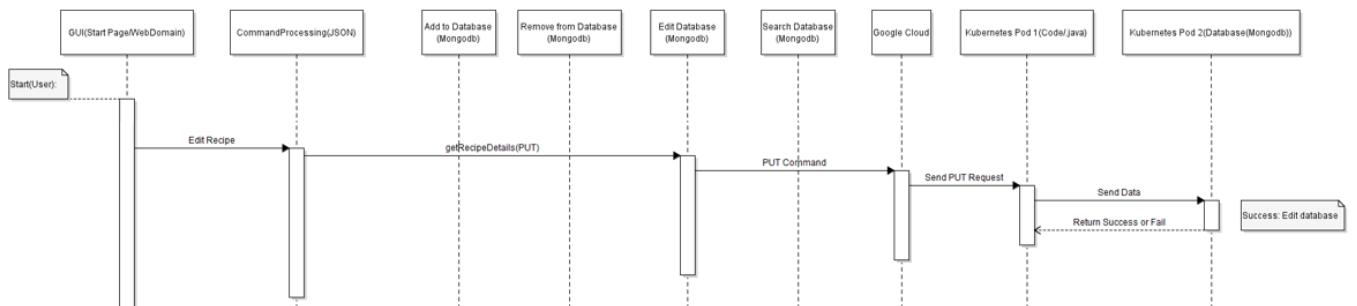 GUI(Start Page/WebDomain)
CommandProcessing(JSON)
Add to Database
(Mongodb)
Remove from Database
(Mongodb)
Edit Database
(Mongodb)
Search Database
(Mongodb)
Google Cloud
Kubernetes Pod 1(Code/.java)
Kubernetes Pod 2(Database(Mongodb))
Start(User):
Edit Recipe
getRecipeDetails(PUT)
PUT Command
Send PUT Request
Send Data
Return Success or Fail
Success: Edit database